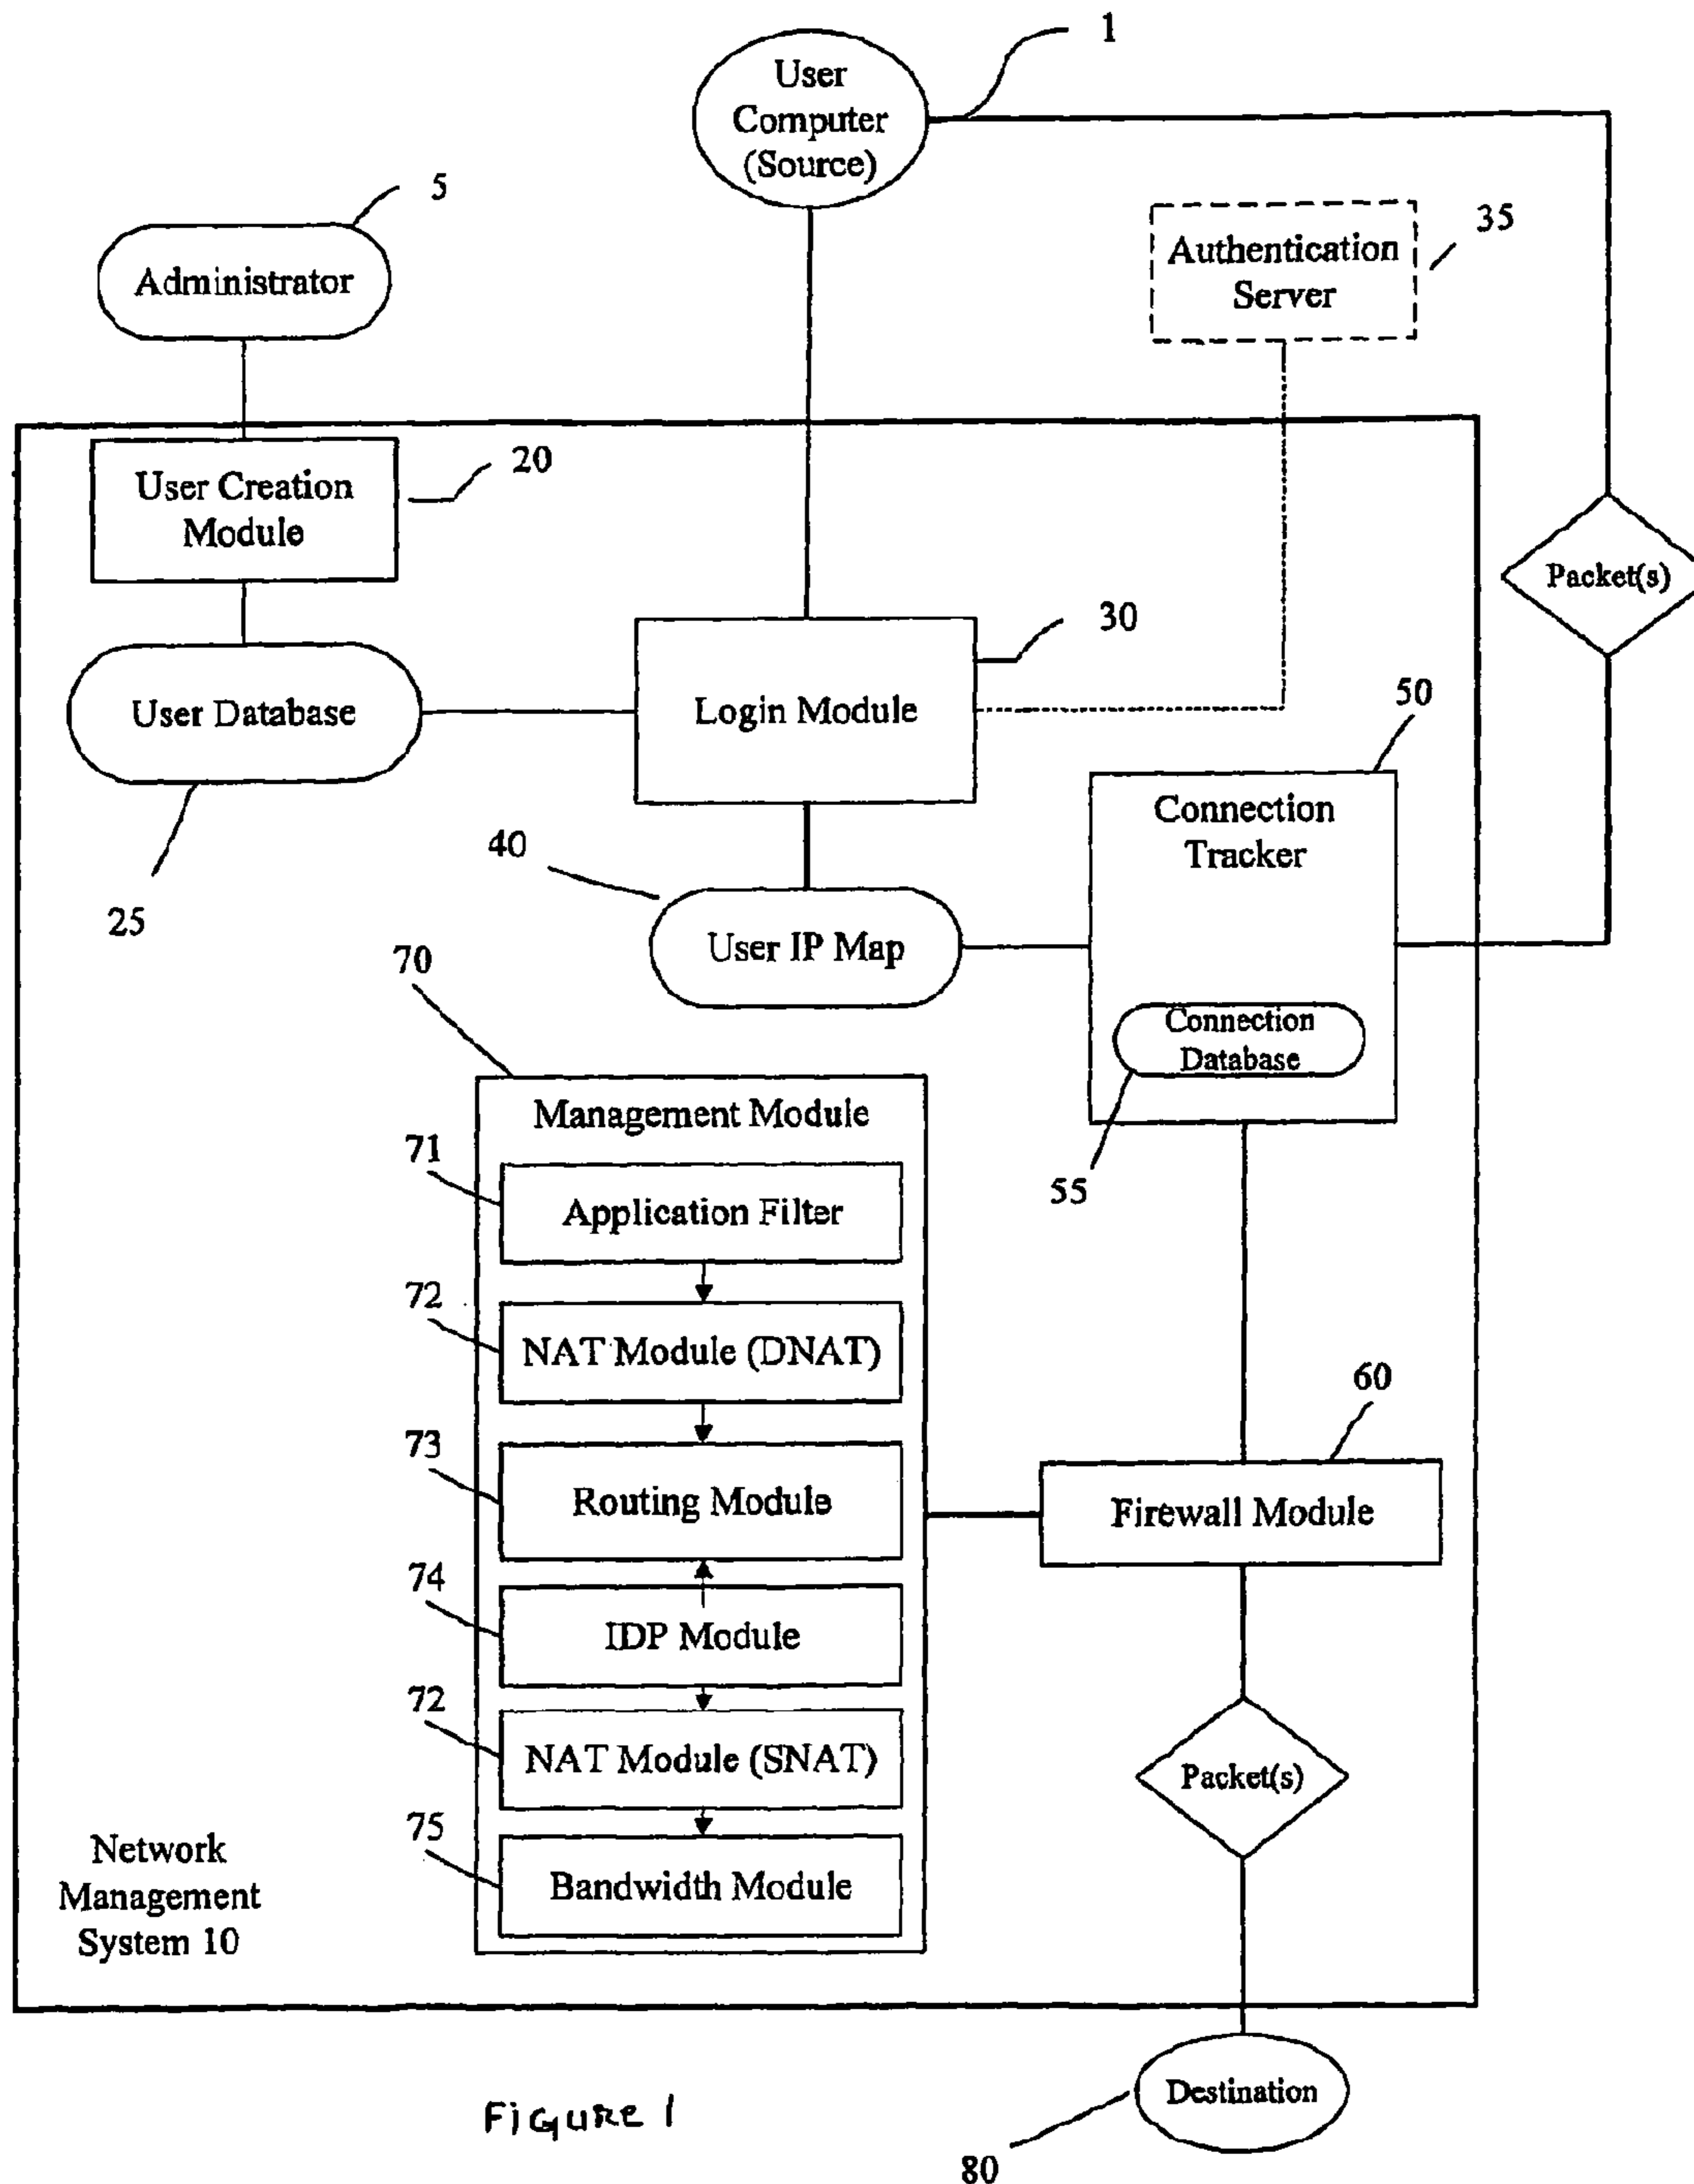 1
User
Computer
(Source)
5
Administrator
35
Authentication
Server
20
User Creation
Module
Packet(s)
30
User Database
Login Module
50
25
40
Connection
Tracker
User IP Map
70
Connection
Database
55
Management Module
71
Application Filter
72
NAT Module (DNAT)
60
73
Routing Module
Firewall Module
74
IDP Module
72
NAT Module (SNAT)
Packet(s)
75
Bandwidth Module
Network
Management
System 10
Destination
80
Figure 1